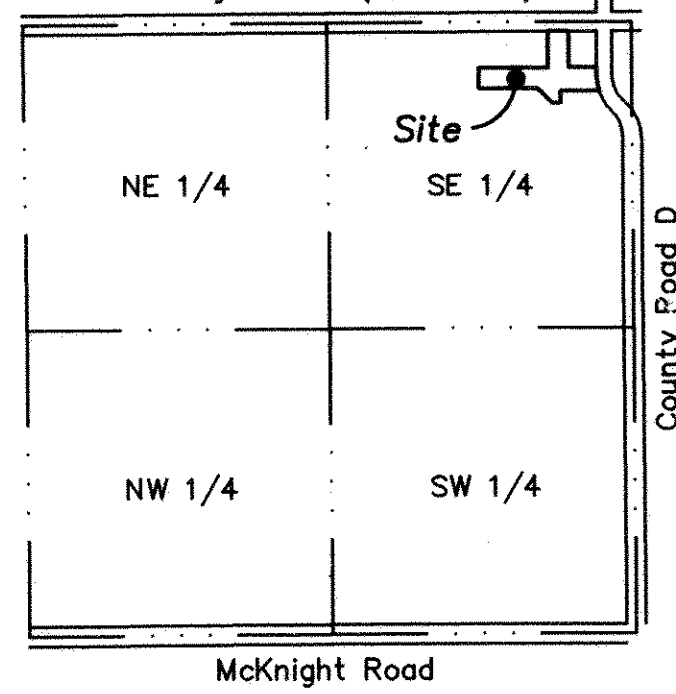 Site
NE 1/4
SE 1/4
County Road D
NW 1/4
SW 1/4
McKnight Road